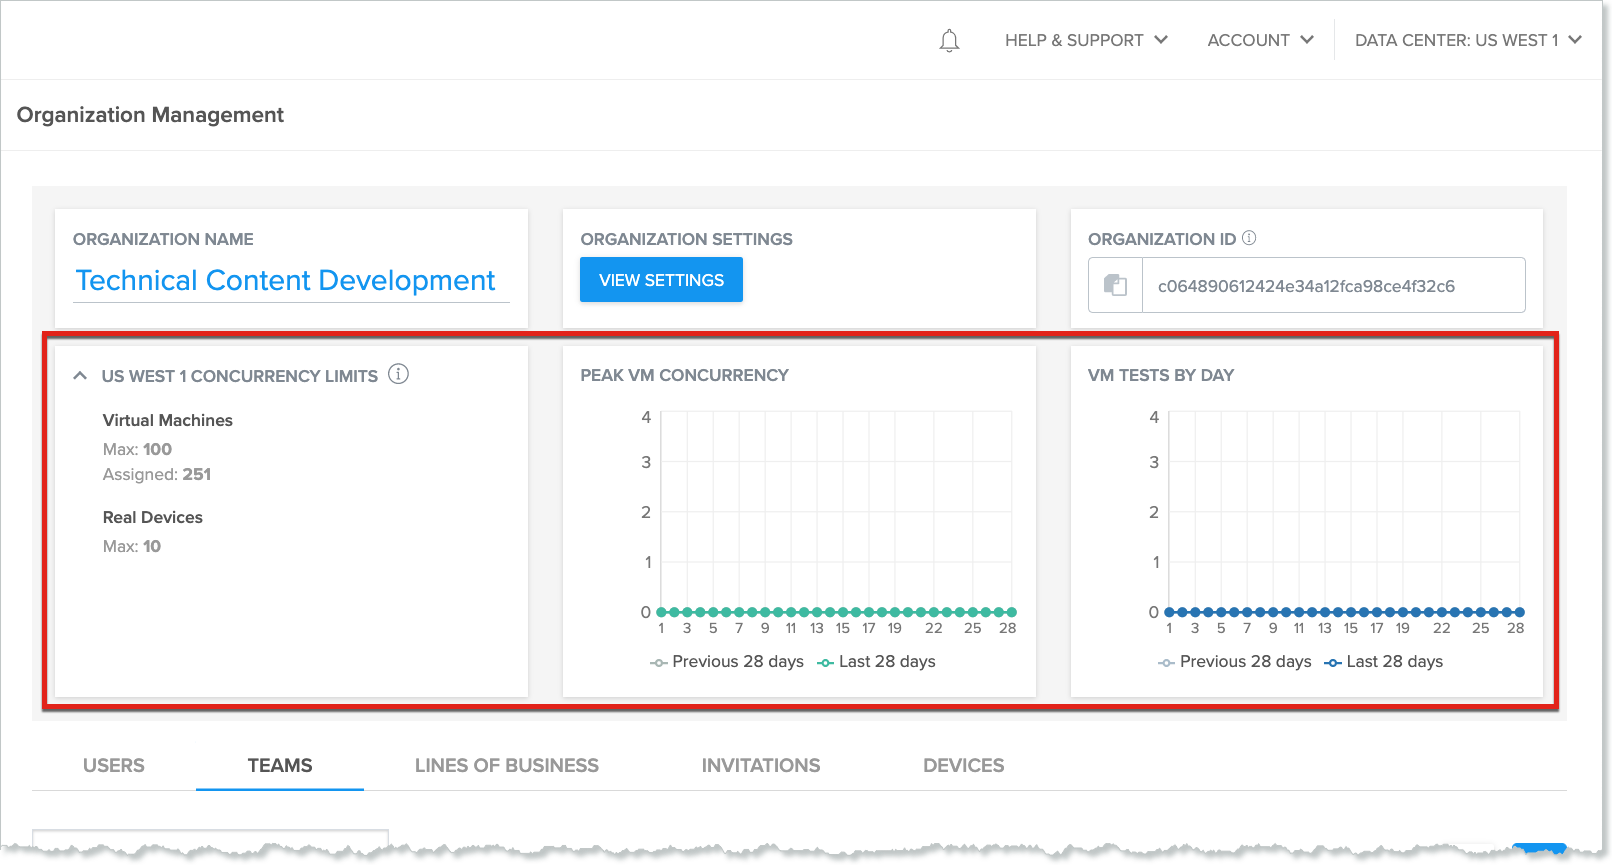 HELP & SUPPORT
ACCOUNT
DATA CENTER: US WEST 1
Organization Management
ORGANIZATION NAME
Technical Content Development
ORGANIZATION SETTINGS
VIEW SETTINGS
ORGANIZATION ID
c064890612424e34a12fca98ce4f32c6
US WEST 1 CONCURRENCY LIMITS
Virtual Machines
Max: 100
Assigned: 251
Real Devices
Max: 10
PEAK VM CONCURRENCY
4
3
2
1
0
1 3 5 7 9 11 13 15 17 19 22 25 28
Previous 28 days Last 28 days
VM TESTS BY DAY
4
3
2
1
0
1 3 5 7 9 11 13 15 17 19 22 25 28
Previous 28 days Last 28 days
USERS TEAMS LINES OF BUSINESS INVITATIONS DEVICES